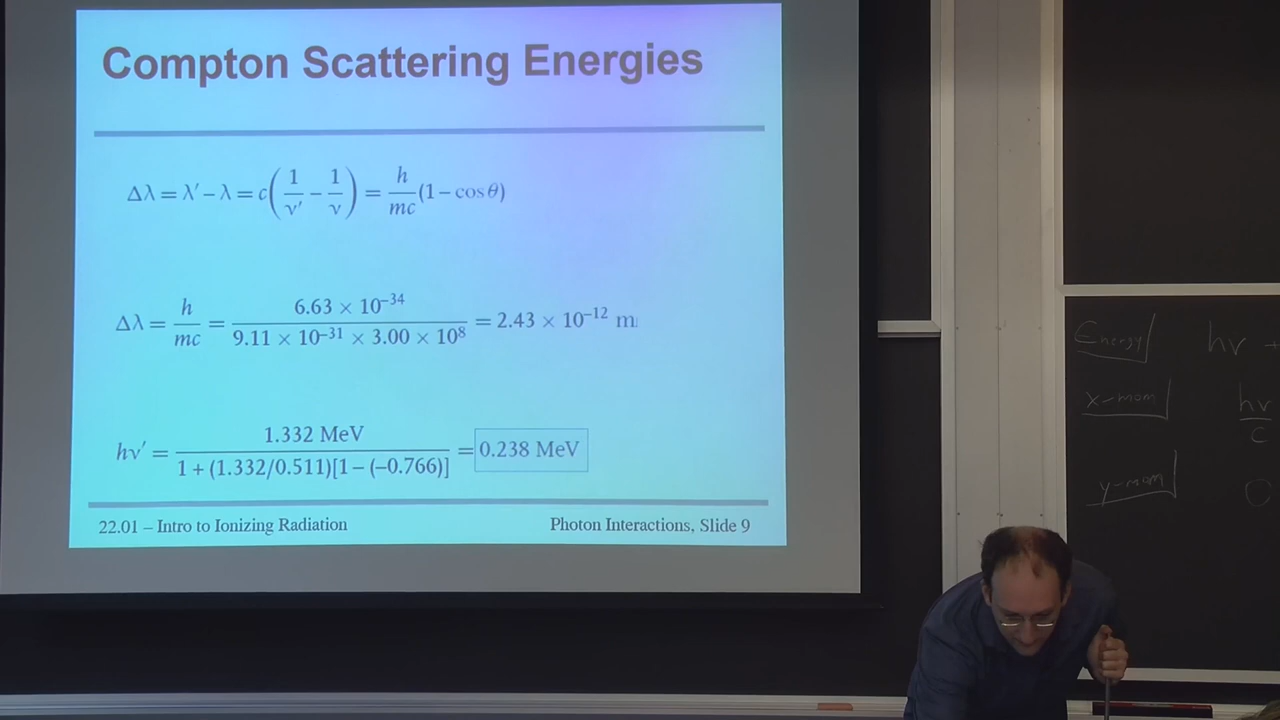 Compton Scattering Energies
Δλ = λ′ − λ = c(1/ν′ − 1/ν) = h/mc (1 − cos θ)
Δλ = h/mc = 6.63 × 10⁻³⁴ / 9.11 × 10⁻³¹ × 3.00 × 10⁸ = 2.43 × 10⁻¹² m
hν′ = 1.332 MeV / 1 + (1.332/0.511)[1 − (−0.766)] = 0.238 MeV
22.01 – Intro to Ionizing Radiation
Photon Interactions, Slide 9
Energy hν +
x-mom hν/c
y-mom 0